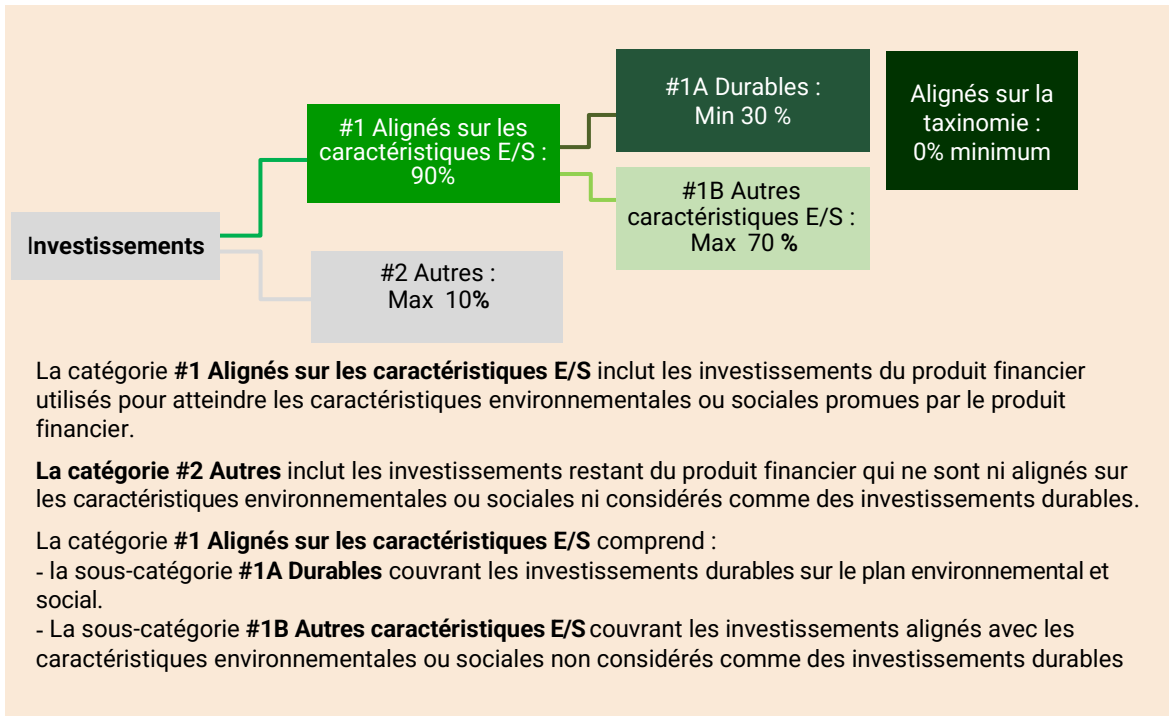 #1A Durables :
Min 30 %
Alignés sur la
taxinomie :
0% minimum
#1 Alignés sur les
caractéristiques E/S :
90%
#1B Autres
caractéristiques E/S :
Max 70 %
Investissements
#2 Autres :
Max 10%
La catégorie #1 Alignés sur les caractéristiques E/S inclut les investissements du produit financier
utilisés pour atteindre les caractéristiques environnementales ou sociales promues par le produit
financier.
La catégorie #2 Autres inclut les investissements restant du produit financier qui ne sont ni alignés sur
les caractéristiques environnementales ou sociales ni considérés comme des investissements durables.
La catégorie #1 Alignés sur les caractéristiques E/S comprend :
- la sous-catégorie #1A Durables couvrant les investissements durables sur le plan environnemental et
social.
- La sous-catégorie #1B Autres caractéristiques E/S couvrant les investissements alignés avec les
caractéristiques environnementales ou sociales non considérés comme des investissements durables